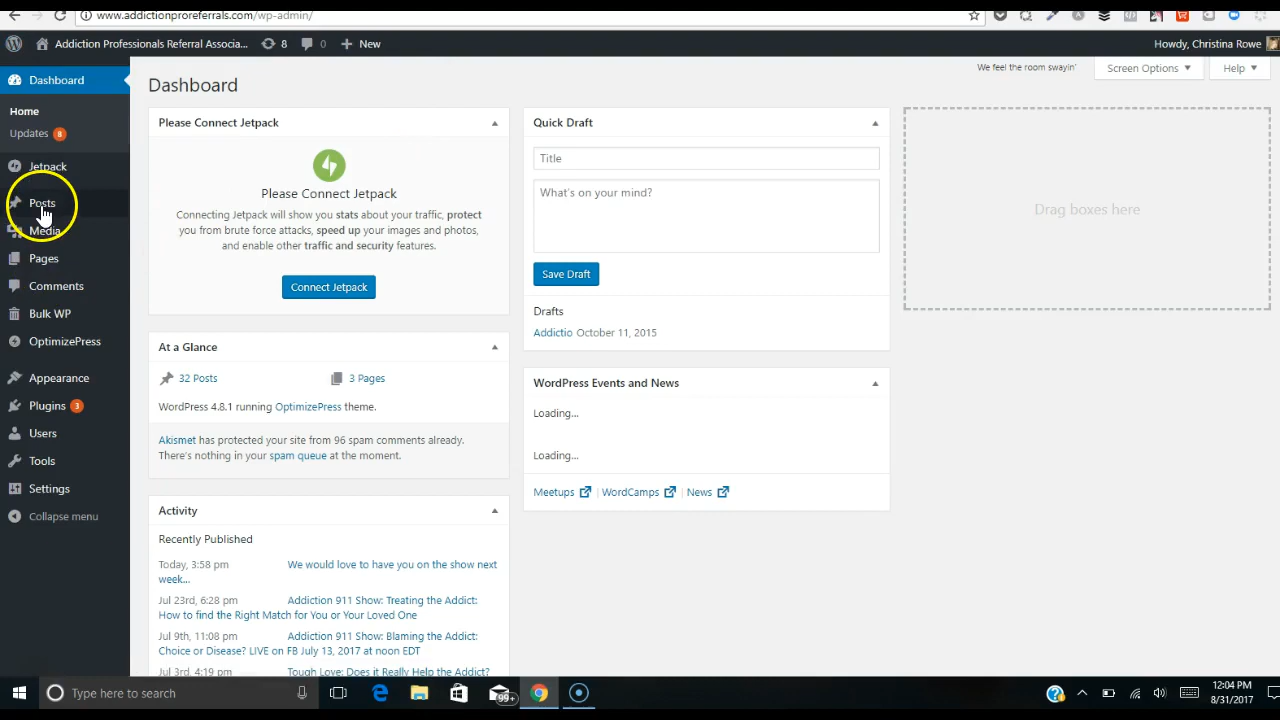 www.addictionproreferrals.com/wp-admin/
Addiction Professionals Referral Associa... 8 0 New
Howdy, Christina Rowe
Dashboard
Home
Updates 8
Jetpack
Posts
Media
Pages
Comments
Bulk WP
OptimizePress
Appearance
Plugins 3
Users
Tools
Settings
Collapse menu
We feel the room swayin'
Screen Options
Help
Dashboard
Please Connect Jetpack
Please Connect Jetpack
Connecting Jetpack will show you stats about your traffic, protect
you from brute force attacks, speed up your images and photos,
and enable other traffic and security features.
Connect Jetpack
At a Glance
32 Posts
3 Pages
WordPress 4.8.1 running OptimizePress theme.
Akismet has protected your site from 96 spam comments already.
There's nothing in your spam queue at the moment.
Activity
Recently Published
Today, 3:58 pm We would love to have you on the show next
week...
Jul 23rd, 6:28 pm Addiction 911 Show: Treating the Addict:
How to find the Right Match for You or Your Loved One
Jul 9th, 11:08 pm Addiction 911 Show: Blaming the Addict:
Choice or Disease? LIVE on FB July 13, 2017 at noon EDT
Jul 3rd, 4:19 pm Tough Love: Does it Really Help the Addict?
Quick Draft
Title
What's on your mind?
Save Draft
Drafts
Addictio October 11, 2015
WordPress Events and News
Loading...
Loading...
Meetups | WordCamps | News
Drag boxes here
Type here to search
99+
12:04 PM
8/31/2017